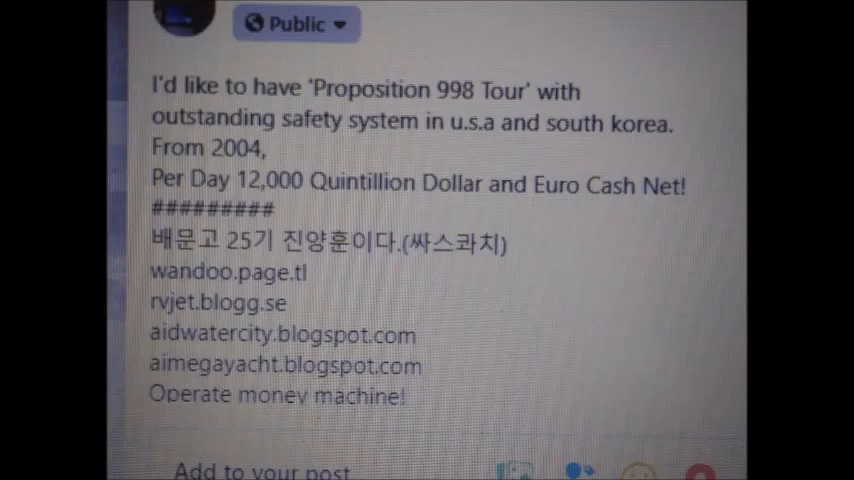 Public
I'd like to have 'Proposition 998 Tour' with
outstanding safety system in u.s.a and south korea.
From 2004,
Per Day 12,000 Quintillion Dollar and Euro Cash Net!
#########
배문고 25기 진양훈이다.(싸스콰치)
wandoo.page.tl
rvjet.blogg.se
aidwatercity.blogspot.com
aimegayacht.blogspot.com
Operate money machine!
Add to your post